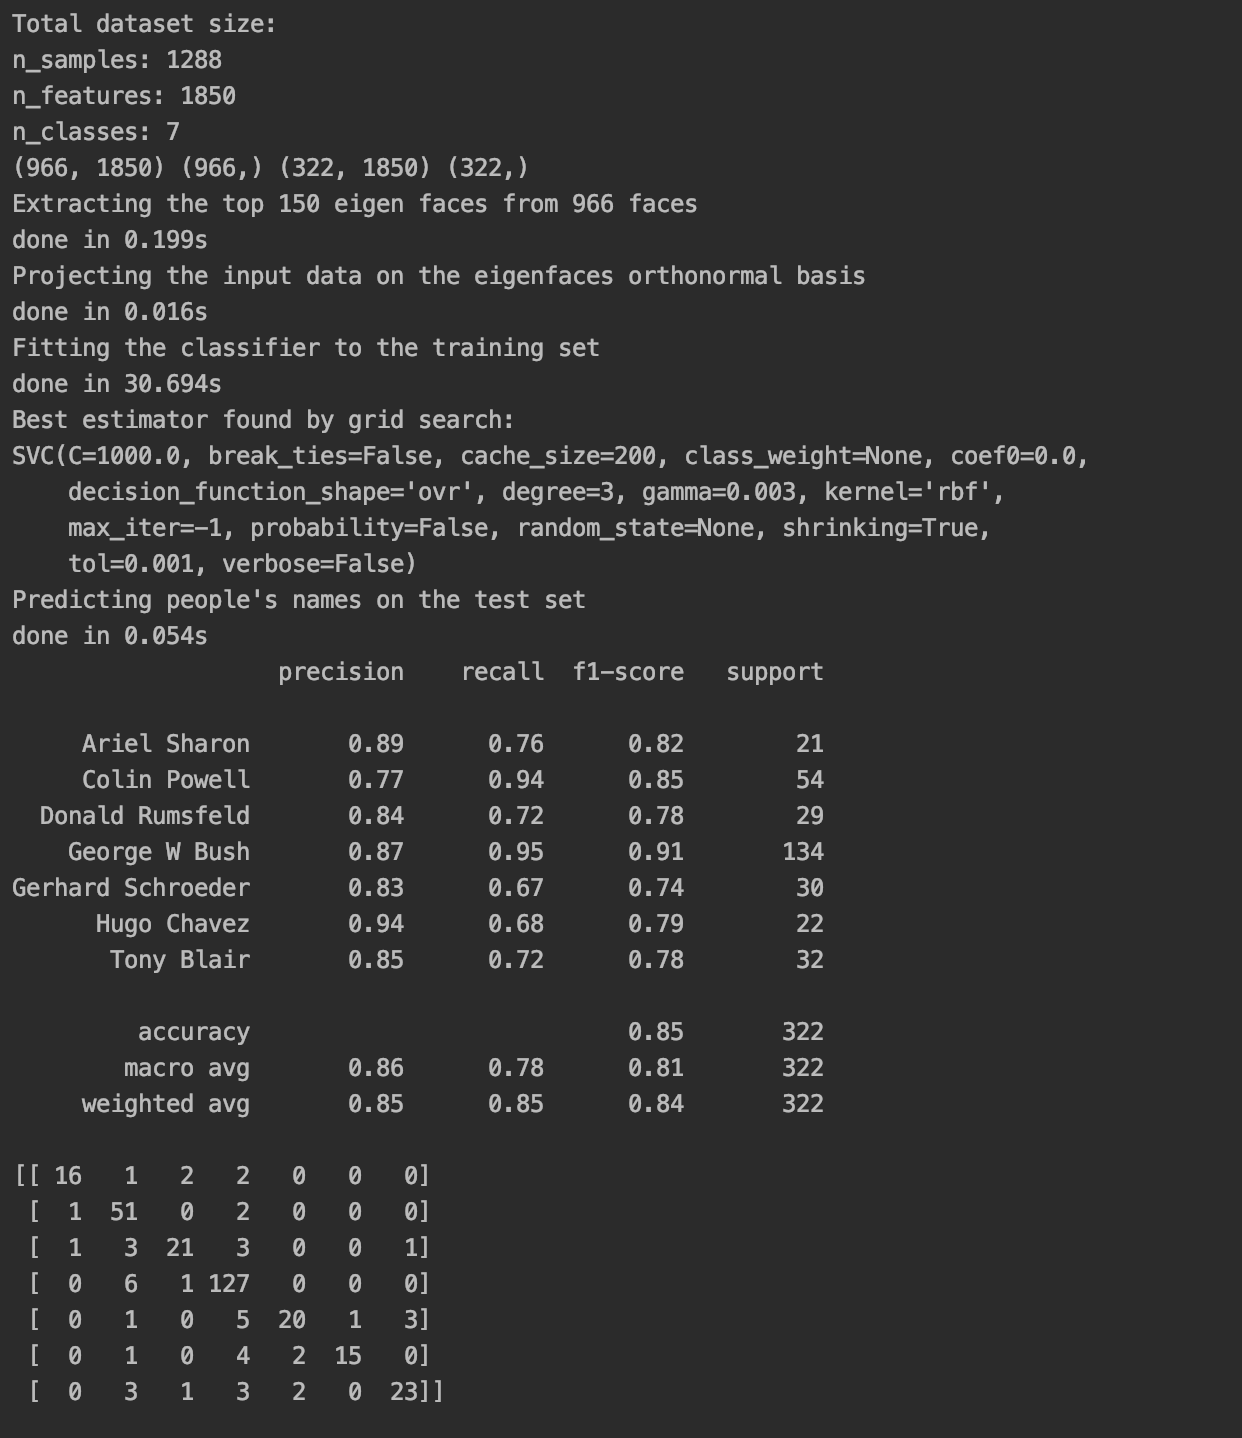 Total dataset size:
n_samples: 1288
n_features: 1850
n_classes: 7
(966, 1850) (966,) (322, 1850) (322,)
Extracting the top 150 eigen faces from 966 faces
done in 0.199s
Projecting the input data on the eigenfaces orthonormal basis
done in 0.016s
Fitting the classifier to the training set
done in 30.694s
Best estimator found by grid search:
SVC(C=1000.0, break_ties=False, cache_size=200, class_weight=None, coef0=0.0,
    decision_function_shape='ovr', degree=3, gamma=0.003, kernel='rbf',
    max_iter=-1, probability=False, random_state=None, shrinking=True,
    tol=0.001, verbose=False)
Predicting people's names on the test set
done in 0.054s
                   precision    recall  f1-score   support
     Ariel Sharon       0.89      0.76      0.82        21
     Colin Powell       0.77      0.94      0.85        54
  Donald Rumsfeld       0.84      0.72      0.78        29
    George W Bush       0.87      0.95      0.91       134
Gerhard Schroeder       0.83      0.67      0.74        30
      Hugo Chavez       0.94      0.68      0.79        22
       Tony Blair       0.85      0.72      0.78        32
         accuracy                           0.85       322
        macro avg       0.86      0.78      0.81       322
     weighted avg       0.85      0.85      0.84       322
[[ 16   1   2   2   0   0   0]
 [  1  51   0   2   0   0   0]
 [  1   3  21   3   0   0   1]
 [  0   6   1 127   0   0   0]
 [  0   1   0   5  20   1   3]
 [  0   1   0   4   2  15   0]
 [  0   3   1   3   2   0  23]]